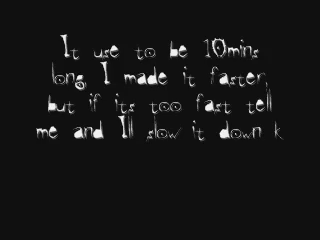 It use to be 10mins
long, I made it faster,
but if its too fast tell
me and Ill slow it down k